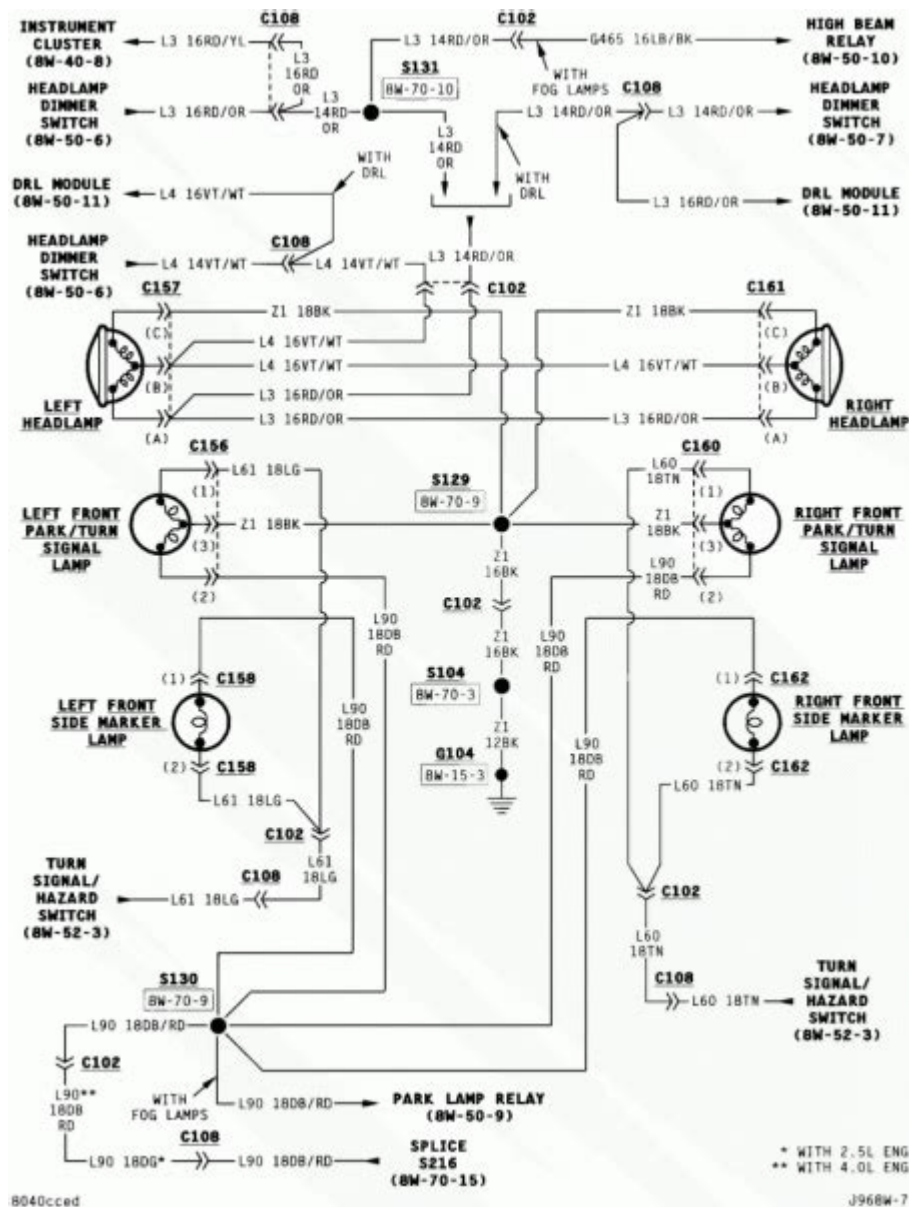 INSTRUMENT
CLUSTER
(8W-40-8)
L3 16RD/YL
C108
L3
16RD
OR
C102
L3 14RD/OR
G465 16LB/BK
HIGH BEAM
RELAY
(8W-50-10)
WITH
FOG LAMPS
S131
8W-70-10
HEADLAMP
DIMMER
SWITCH
(8W-50-6)
L3 16RD/OR
L3
14RD
OR
L3
14RD
OR
C108
L3 14RD/OR
L3 14RD/OR
HEADLAMP
DIMMER
SWITCH
(8W-50-7)
WITH
DRL
WITH
DRL
DRL MODULE
(8W-50-11)
L4 16VT/WT
L3 16RD/OR
DRL MODULE
(8W-50-11)
HEADLAMP
DIMMER
SWITCH
(8W-50-6)
L4 14VT/WT
C108
L4 14VT/WT
L3 14RD/OR
C102
C157
C161
Z1 18BK
Z1 18BK
(C)
(C)
L4 16VT/WT
L4 16VT/WT
L4 16VT/WT
(B)
(B)
L3 16RD/OR
L3 16RD/OR
L3 16RD/OR
(A)
(A)
LEFT
HEADLAMP
RIGHT
HEADLAMP
C156
L61 18LG
(1)
C160
L60
18TN
(1)
S129
8W-70-9
LEFT FRONT
PARK/TURN
SIGNAL
LAMP
Z1 18BK
(3)
Z1
18BK
(3)
RIGHT FRONT
PARK/TURN
SIGNAL
LAMP
(2)
L90
18DB
RD
(2)
Z1
16BK
C102
Z1
16BK
L90
18DB
RD
L90
18DB
RD
S104
8W-70-3
Z1
12BK
G104
8W-15-3
(1) C158
LEFT FRONT
SIDE MARKER
LAMP
(2) C158
L90
18DB
RD
L90
18DB
RD
(1) C162
RIGHT FRONT
SIDE MARKER
LAMP
(2) C162
L61 18LG
L60 18TN
C102
L61
18LG
C102
L60
18TN
TURN
SIGNAL/
HAZARD
SWITCH
(8W-52-3)
L61 18LG
C108
C108
L60 18TN
TURN
SIGNAL/
HAZARD
SWITCH
(8W-52-3)
S130
8W-70-9
L90 18DB/RD
C102
L90**
18DB
RD
WITH
FOG LAMPS
L90 18DB/RD
PARK LAMP RELAY
(8W-50-9)
L90 18DG*
C108
L90 18DB/RD
SPLICE
S216
(8W-70-15)
* WITH 2.5L ENG
** WITH 4.0L ENG
8040cced
J968W-7